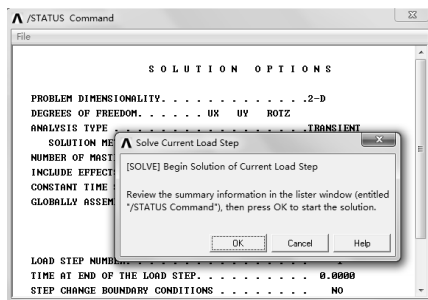 /STATUS Command
File
SOLUTION OPTIONS
PROBLEM DIMENSIONALITY. . . . . . . . . . . . .2-D
DEGREES OF FREEDOM. . . . . . UX UY ROTZ
ANALYSIS TYPE . . . . . . . . . . . . . . . . .TRANSIENT
SOLUTION ME
NUMBER OF MAST
INCLUDE EFFECT
CONSTANT TIME
GLOBALLY ASSEM
Solve Current Load Step
[SOLVE] Begin Solution of Current Load Step
Review the summary information in the lister window (entitled
"/STATUS Command"), then press OK to start the solution.
OK Cancel Help
LOAD STEP NUMBER. . . . . . . . . . . . . . . .
TIME AT END OF THE LOAD STEP. . . . . . . . . . 0.0000
STEP CHANGE BOUNDARY CONDITIONS . . . . . . . . NO